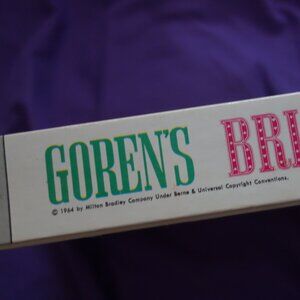 GOREN'S BRI
© 1964 by Milton Bradley Company Under Berne & Universal Copyright Conventions.